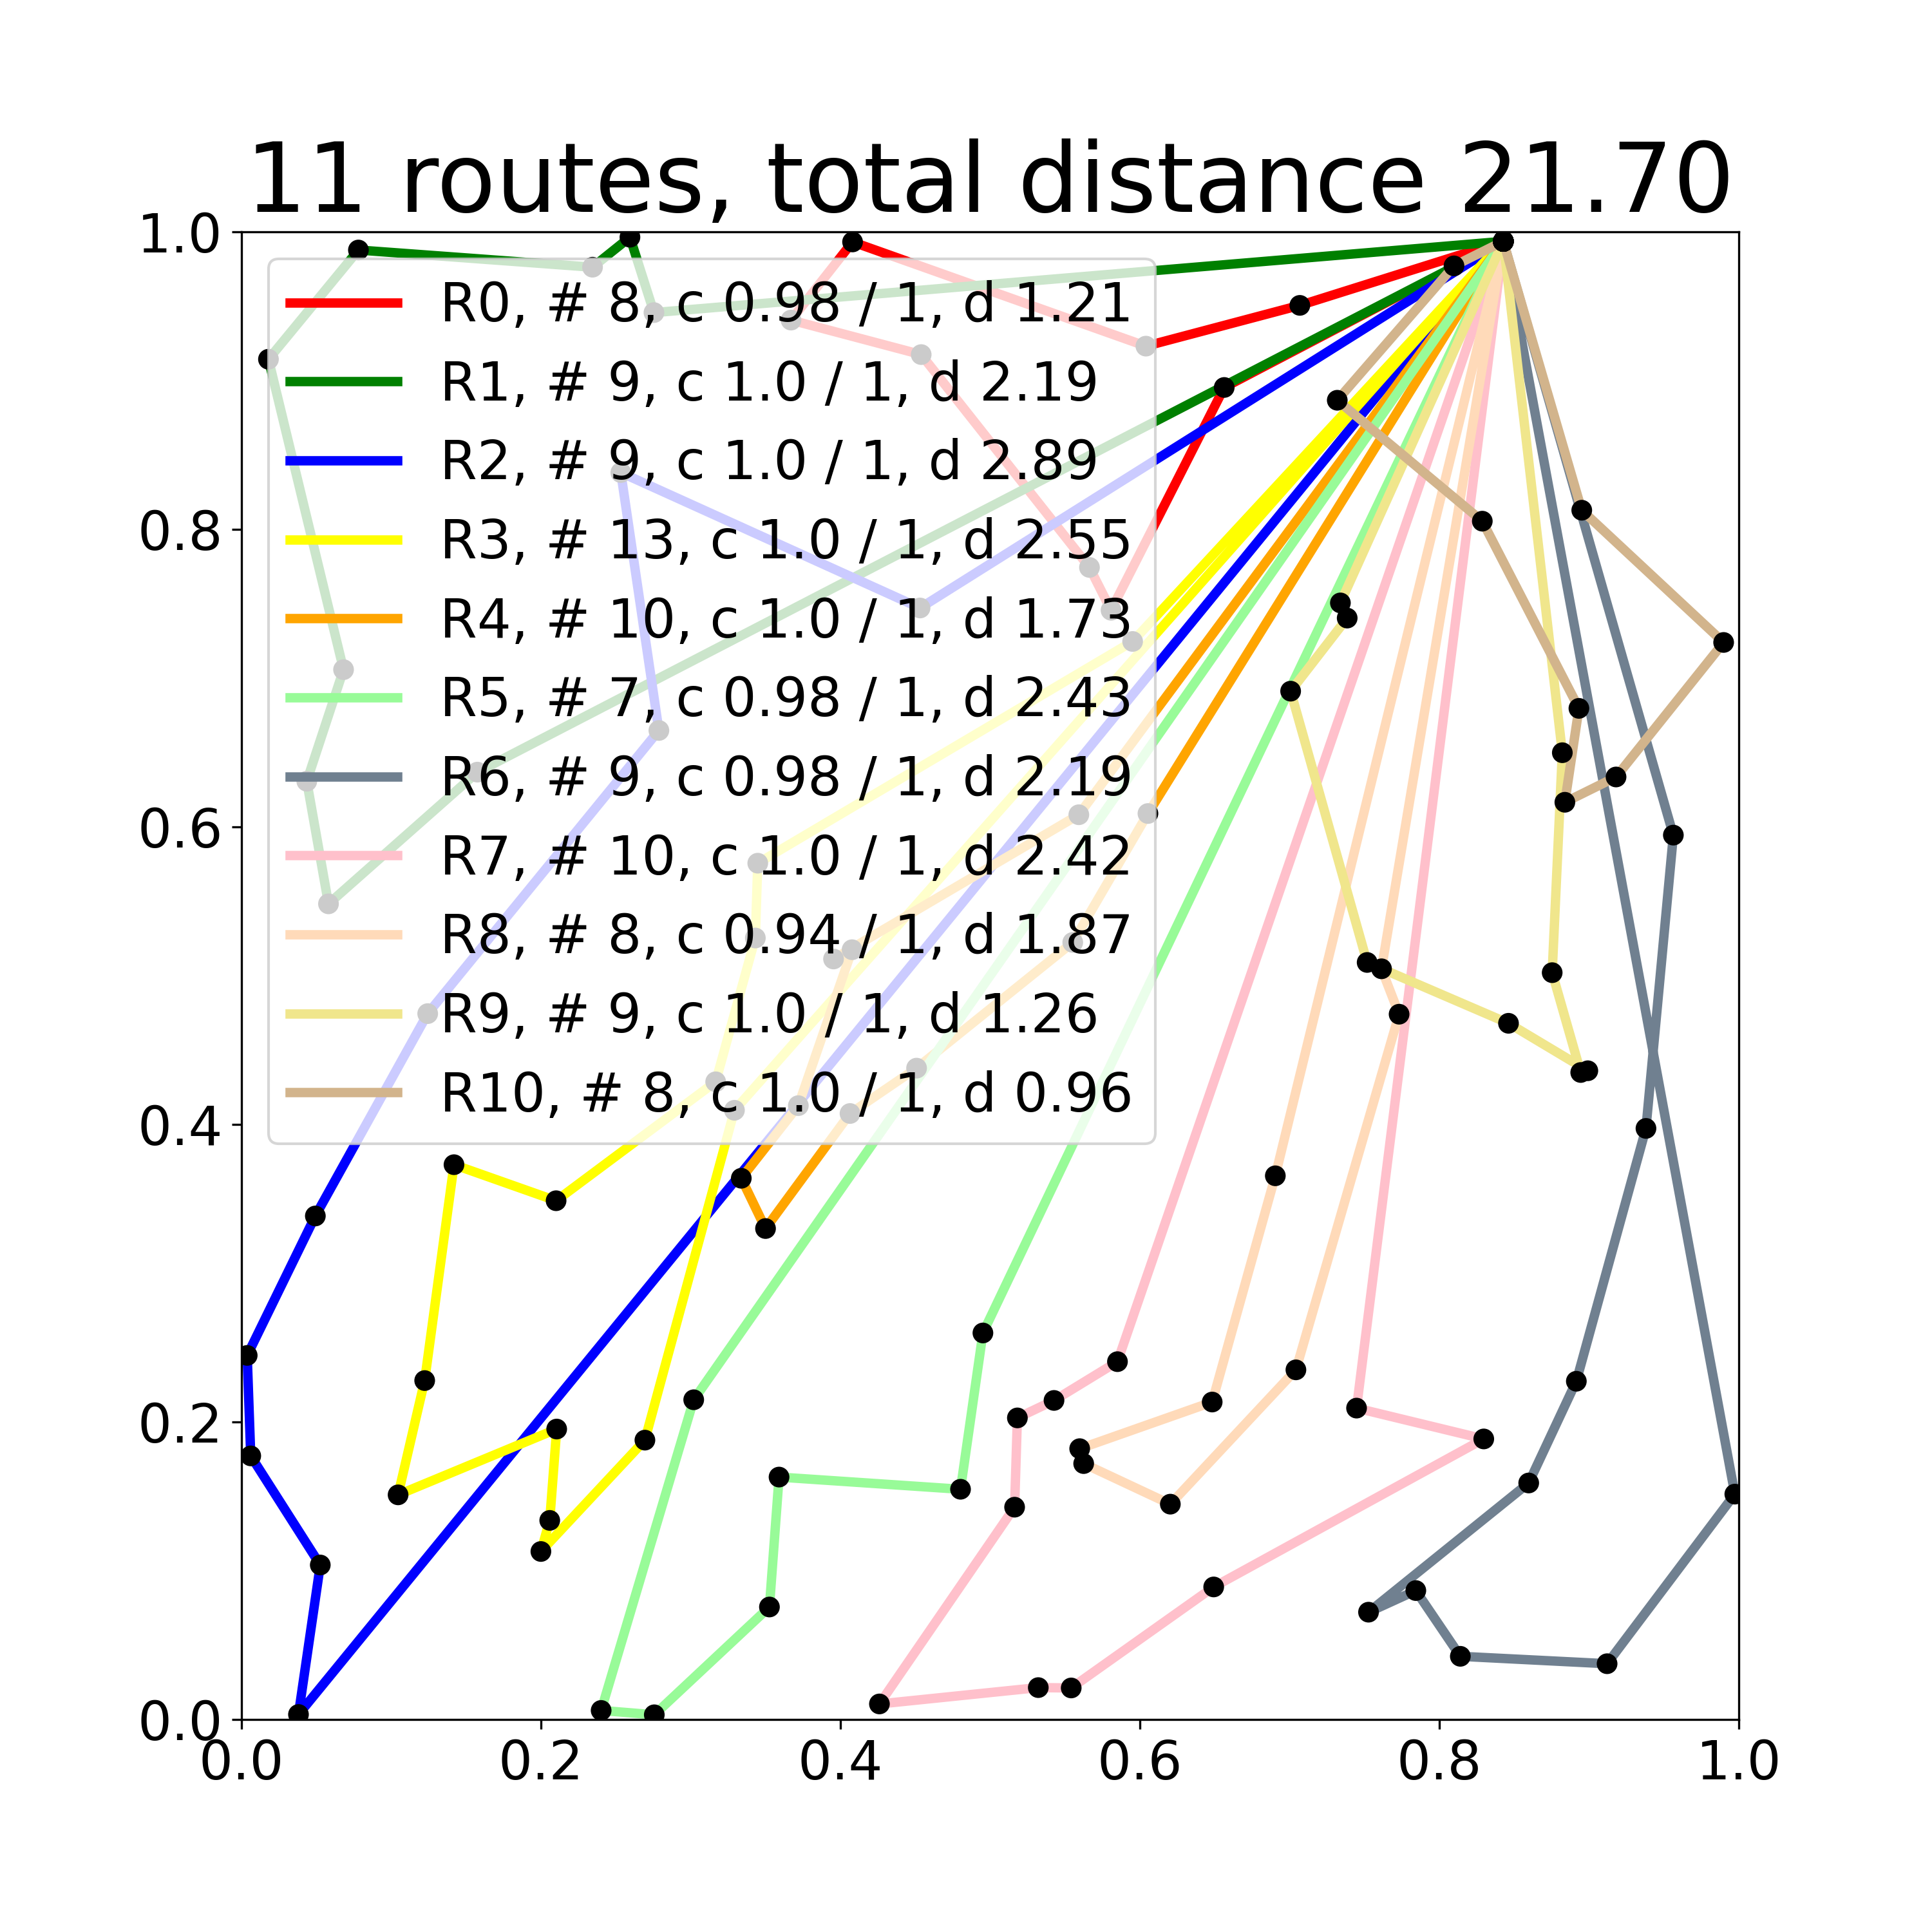 11 routes, total distance 21.70
1.0
0.8
0.6
0.4
0.2
0.0
R0, # 8, c 0.98 / 1, d 1.21
R1, # 9, c 1.0 / 1, d 2.19
R2, # 9, c 1.0 / 1, d 2.89
R3, # 13, c 1.0 / 1, d 2.55
R4, # 10, c 1.0 / 1, d 1.73
R5, # 7, c 0.98 / 1, d 2.43
R6, # 9, c 0.98 / 1, d 2.19
R7, # 10, c 1.0 / 1, d 2.42
R8, # 8, c 0.94 / 1, d 1.87
R9, # 9, c 1.0 / 1, d 1.26
R10, # 8, c 1.0 / 1, d 0.96
0.0 0.2 0.4 0.6 0.8 1.0